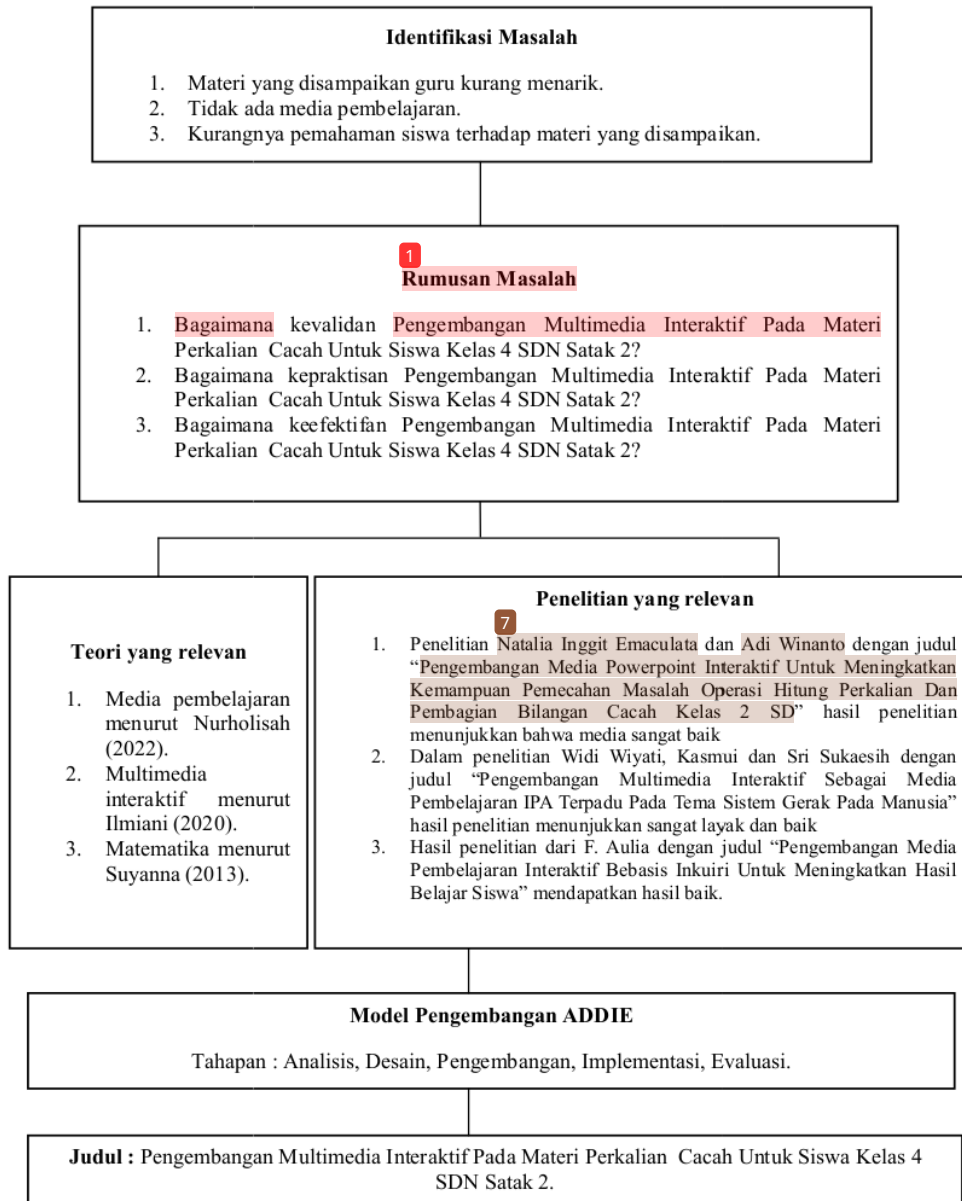 Identifikasi Masalah
1. Materi yang disampaikan guru kurang menarik.
2. Tidak ada media pembelajaran.
3. Kurangnya pemahaman siswa terhadap materi yang disampaikan.
1
Rumusan Masalah
1. Bagaimana kevalidan Pengembangan Multimedia Interaktif Pada Materi
Perkalian Cacah Untuk Siswa Kelas 4 SDN Satak 2?
2. Bagaimana kepraktisan Pengembangan Multimedia Interaktif Pada Materi
Perkalian Cacah Untuk Siswa Kelas 4 SDN Satak 2?
3. Bagaimana keefektifan Pengembangan Multimedia Interaktif Pada Materi
Perkalian Cacah Untuk Siswa Kelas 4 SDN Satak 2?
Teori yang relevan
1. Media pembelajaran
menurut Nurholisah
(2022).
2. Multimedia
interaktif menurut
Ilmiani (2020).
3. Matematika menurut
Suyanna (2013).
Penelitian yang relevan
7
1. Penelitian Natalia Inggit Emaculata dan Adi Winanto dengan judul
“Pengembangan Media Powerpoint Interaktif Untuk Meningkatkan
Kemampuan Pemecahan Masalah Operasi Hitung Perkalian Dan
Pembagian Bilangan Cacah Kelas 2 SD” hasil penelitian
menunjukkan bahwa media sangat baik
2. Dalam penelitian Widi Wiyati, Kasmui dan Sri Sukaesih dengan
judul “Pengembangan Multimedia Interaktif Sebagai Media
Pembelajaran IPA Terpadu Pada Tema Sistem Gerak Pada Manusia”
hasil penelitian menunjukkan sangat layak dan baik
3. Hasil penelitian dari F. Aulia dengan judul “Pengembangan Media
Pembelajaran Interaktif Bebasis Inkuiri Untuk Meningkatkan Hasil
Belajar Siswa” mendapatkan hasil baik.
Model Pengembangan ADDIE
Tahapan : Analisis, Desain, Pengembangan, Implementasi, Evaluasi.
Judul : Pengembangan Multimedia Interaktif Pada Materi Perkalian Cacah Untuk Siswa Kelas 4
SDN Satak 2.